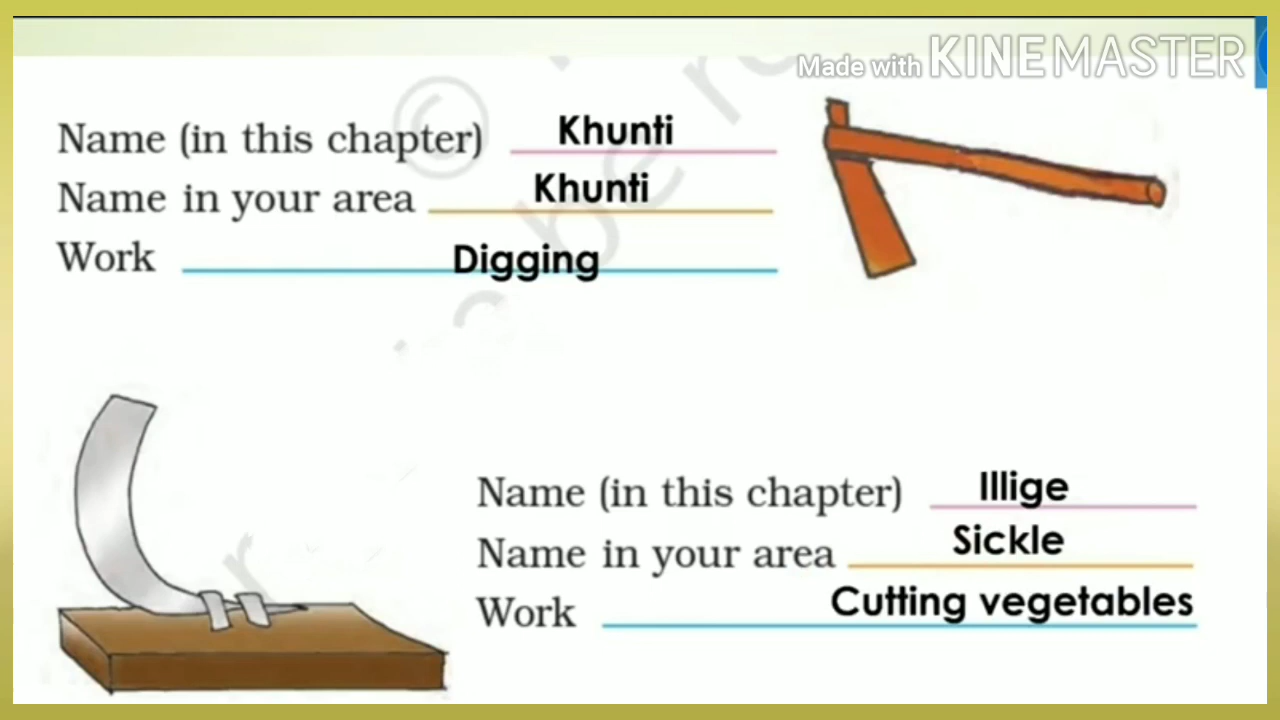 Made with KINEMASTER
Name (in this chapter) Khunti
Name in your area Khunti
Work Digging
Name (in this chapter) Illige
Name in your area Sickle
Work Cutting vegetables